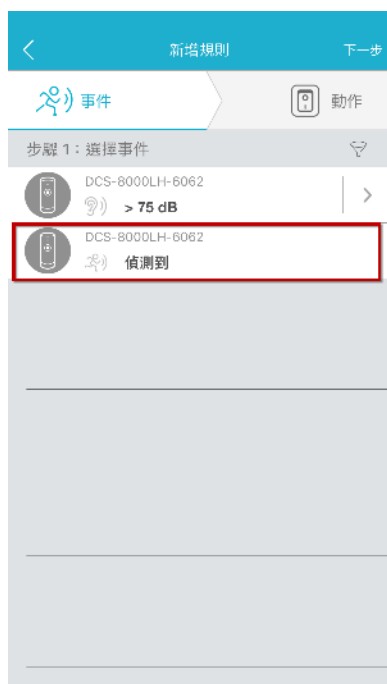 新增規則
下一步
事件
動作
步驟 1：選擇事件
DCS-8000LH-6062
> 75 dB
DCS-8000LH-6062
偵測到